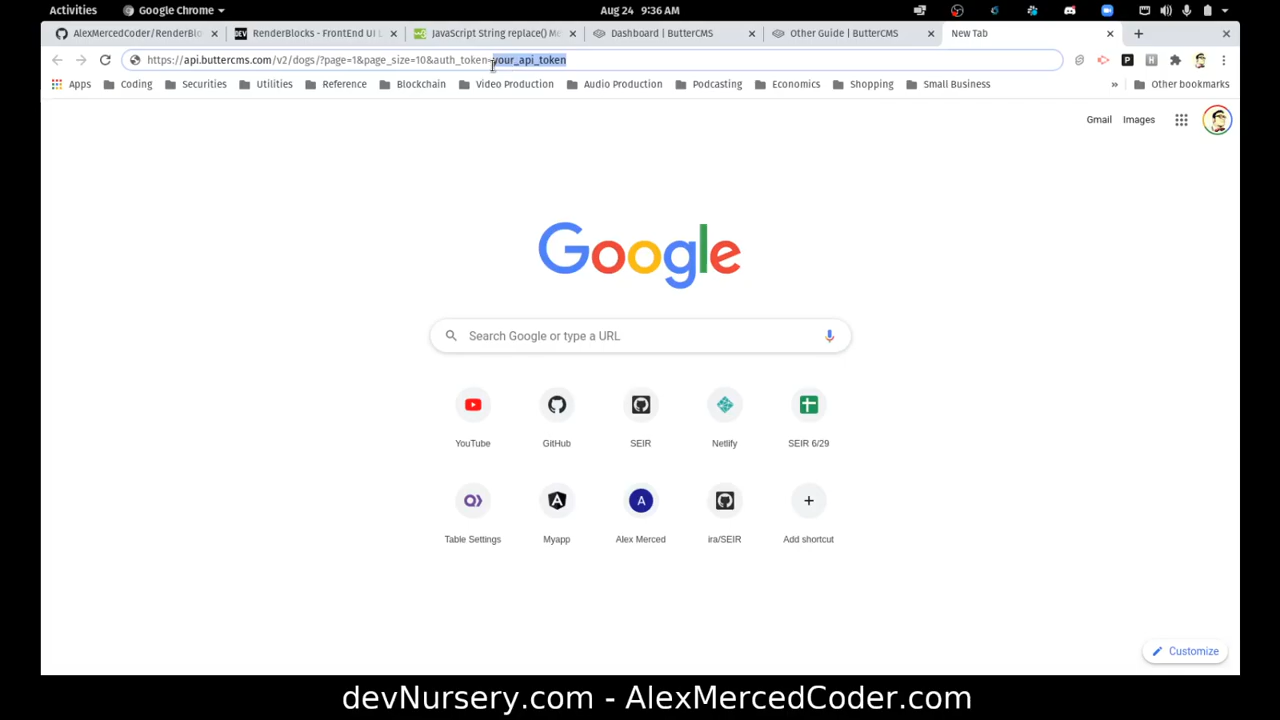 Activities
Google Chrome
Aug 24 9:36 AM
AlexMercedCoder/RenderBlo
RenderBlocks - FrontEnd UI L
JavaScript String replace() Me
Dashboard | ButterCMS
Other Guide | ButterCMS
New Tab
https://api.buttercms.com/v2/dogs/?page=1&page_size=10&auth_token=your_api_token
Apps
Coding
Securities
Utilities
Reference
Blockchain
Video Production
Audio Production
Podcasting
Economics
Shopping
Small Business
»
Other bookmarks
Gmail
Images
Google
Search Google or type a URL
YouTube
GitHub
SEIR
Netlify
SEIR 6/29
Table Settings
Myapp
A
Alex Merced
ira/SEIR
Add shortcut
Customize
devNursery.com - AlexMercedCoder.com